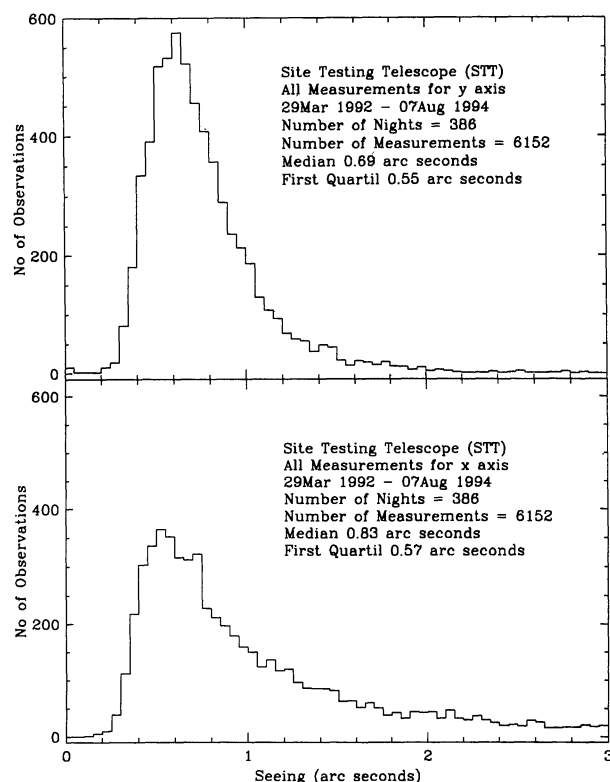 600
400
200
0
No of Observations
Site Testing Telescope (STT)
All Measurements for y axis
29Mar 1992 - 07Aug 1994
Number of Nights = 386
Number of Measurements = 6152
Median 0.69 arc seconds
First Quartil 0.55 arc seconds
600
400
200
0
No of Observations
Site Testing Telescope (STT)
All Measurements for x axis
29Mar 1992 - 07Aug 1994
Number of Nights = 386
Number of Measurements = 6152
Median 0.83 arc seconds
First Quartil 0.57 arc seconds
0 1 2 3
Seeing (arc seconds)